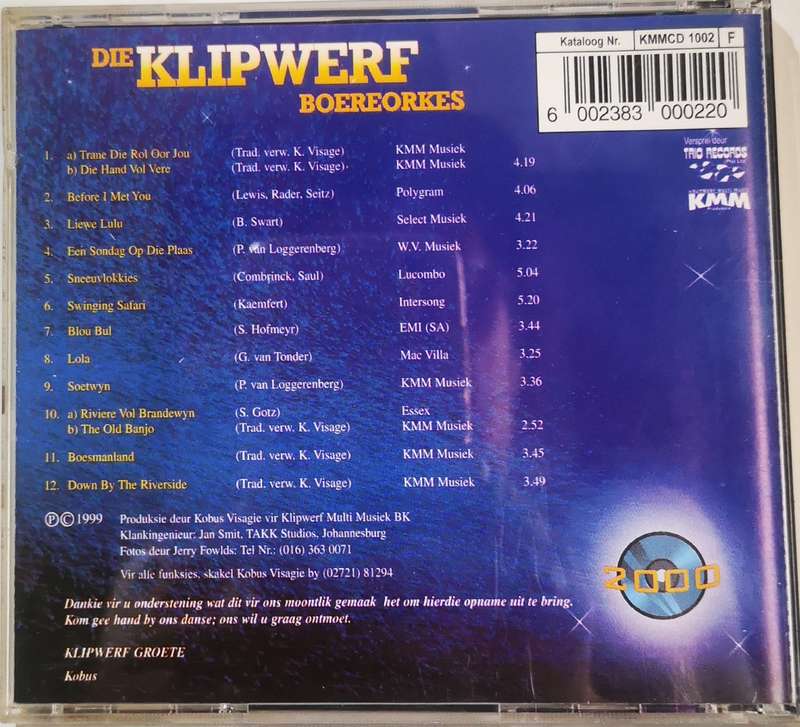 DIE KLIPWERF
BOEREORKES
Kataloog Nr. KMMCD 1002 F
6 002383 000220
Versprei deur
TRIO RECORDS
KMM
1. a) Trane Die Rol Oor Jou (Trad. verw. K. Visage) KMM Musiek
b) Die Hand Vol Vere (Trad. verw. K. Visage) KMM Musiek 4.19
2. Before I Met You (Lewis, Rader, Seitz) Polygram 4.06
3. Liewe Lulu (B. Swart) Select Musiek 4.21
4. Een Sondag Op Die Plaas (P. van Loggerenberg) W.V. Musiek 3.22
5. Sneeuvlokkies (Combrinck, Saul) Lucombo 5.04
6. Swinging Safari (Kaemfert) Intersong 5.20
7. Blou Bul (S. Hofmeyr) EMI (SA) 3.44
8. Lola (G. van Tonder) Mac Villa 3.25
9. Soetwyn (P. van Loggerenberg) KMM Musiek 3.36
10. a) Riviere Vol Brandewyn (S. Gotz) Essex
b) The Old Banjo (Trad. verw. K. Visage) KMM Musiek 2.52
11. Boesmanland (Trad. verw. K. Visage) KMM Musiek 3.45
12. Down By The Riverside (Trad. verw. K. Visage) KMM Musiek 3.49
Ⓟ©1999 Produksie deur Kobus Visagie vir Klipwerf Multi Musiek BK
Klankingenieur: Jan Smit, TAKK Studios, Johannesburg
Fotos deur Jerry Fowlds: Tel Nr.: (016) 363 0071
Vir alle funksies, skakel Kobus Visagie by (02721) 81294
2000
Dankie vir u onderstening wat dit vir ons moontlik gemaak het om hierdie opname uit te bring.
Kom gee hand by ons danse; ons wil u graag ontmoet.
KLIPWERF GROETE
Kobus